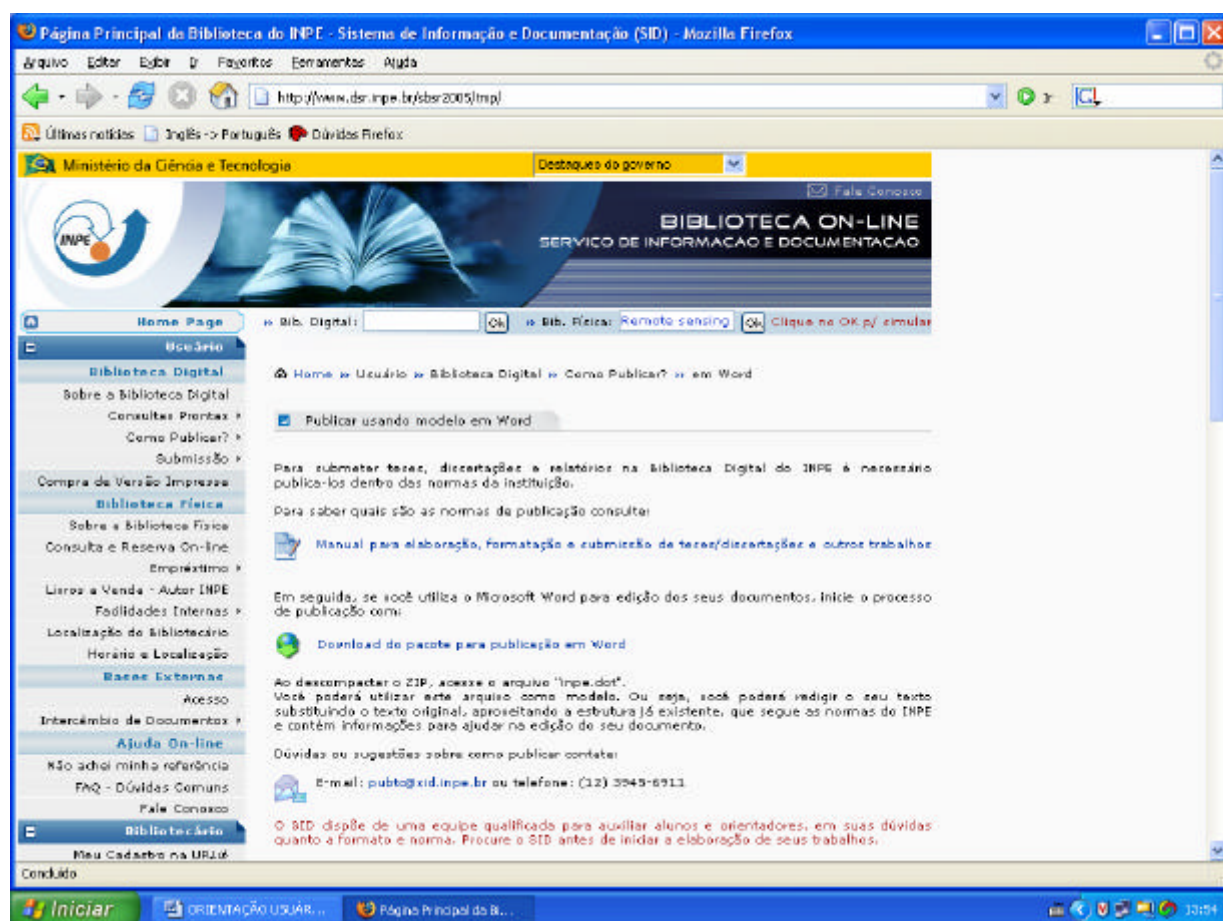 Página Principal da Biblioteca do INPE - Sistema de Informação e Documentação (SID) - Mozilla Firefox
Arquivo Editar Exibir Ir Favoritos Ferramentas Ajuda
http://www.dsr.inpe.br/sbsr2005/tmp/
Últimas notícias Inglês -> Português Dúvidas Firefox
Ministério da Ciência e Tecnologia
Destaques do governo
Fale Conosco
INPE
BIBLIOTECA ON-LINE
SERVICO DE INFORMACAO E DOCUMENTACAO
Home Page
» Bib. Digital: Ok » Bib. Física: Remote sensing Ok Clique no OK p/ simular
Usuário
Biblioteca Digital
Sobre a Biblioteca Digital
Consultas Prontas
Como Publicar?
Submissão
Compra de Versão Impressa
Biblioteca Física
Sobre a Biblioteca Física
Consulta e Reserva On-line
Empréstimo
Livros a Venda - Autor INPE
Facilidades Internas
Localização do Bibliotecário
Horário e Localização
Bases Externas
Acesso
Intercâmbio de Documentos
Ajuda On-line
Não achei minha referência
FAQ - Dúvidas Comuns
Fale Conosco
Bibliotecário
Meu Cadastro na URLib
Home » Usuário » Biblioteca Digital » Como Publicar? » em Word
Publicar usando modelo em Word
Para submeter teses, dissertações e relatórios na Biblioteca Digital do INPE é necessário
publica-los dentro das normas da instituição.
Para saber quais são as normas de publicação consulte:
Manual para elaboração, formatação e submissão de teses/dissertações e outros trabalhos
Em seguida, se você utiliza o Microsoft Word para edição dos seus documentos, inicie o processo
de publicação com:
Download do pacote para publicação em Word
Ao descompactar o ZIP, acesse o arquivo "inpe.dot".
Você poderá utilizar este arquivo como modelo. Ou seja, você poderá redigir o seu texto
substituindo o texto original, aproveitando a estrutura já existente, que segue as normas do INPE
e contém informações para ajudar na edição do seu documento.
Dúvidas ou sugestões sobre como publicar contate:
E-mail: pubtc@sid.inpe.br ou telefone: (12) 3945-6911
O SID dispõe de uma equipe qualificada para auxiliar alunos e orientadores, em suas dúvidas
quanto a formato e norma. Procure o SID antes de iniciar a elaboração de seus trabalhos.
Concluído
Iniciar ORIENTAÇÃO USUÁR... Página Principal da Bi... 13:54